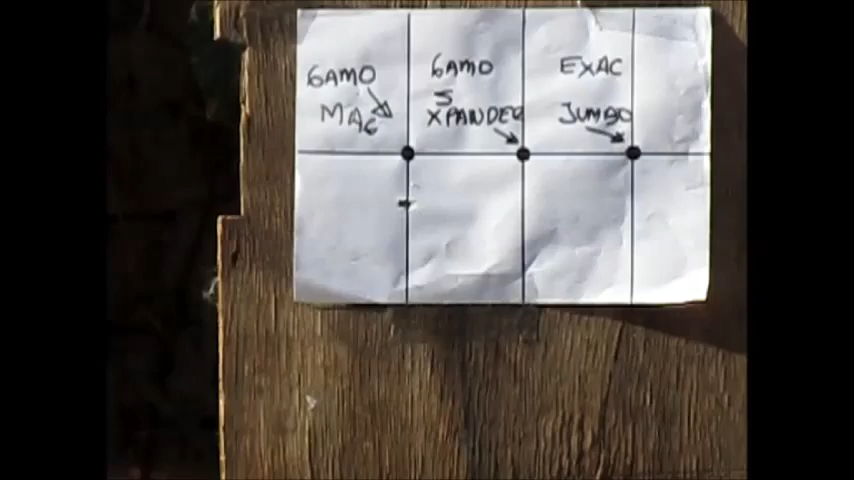 GAMO
MAG
GAMO
S
XPANDER
EXAC
JUMBO